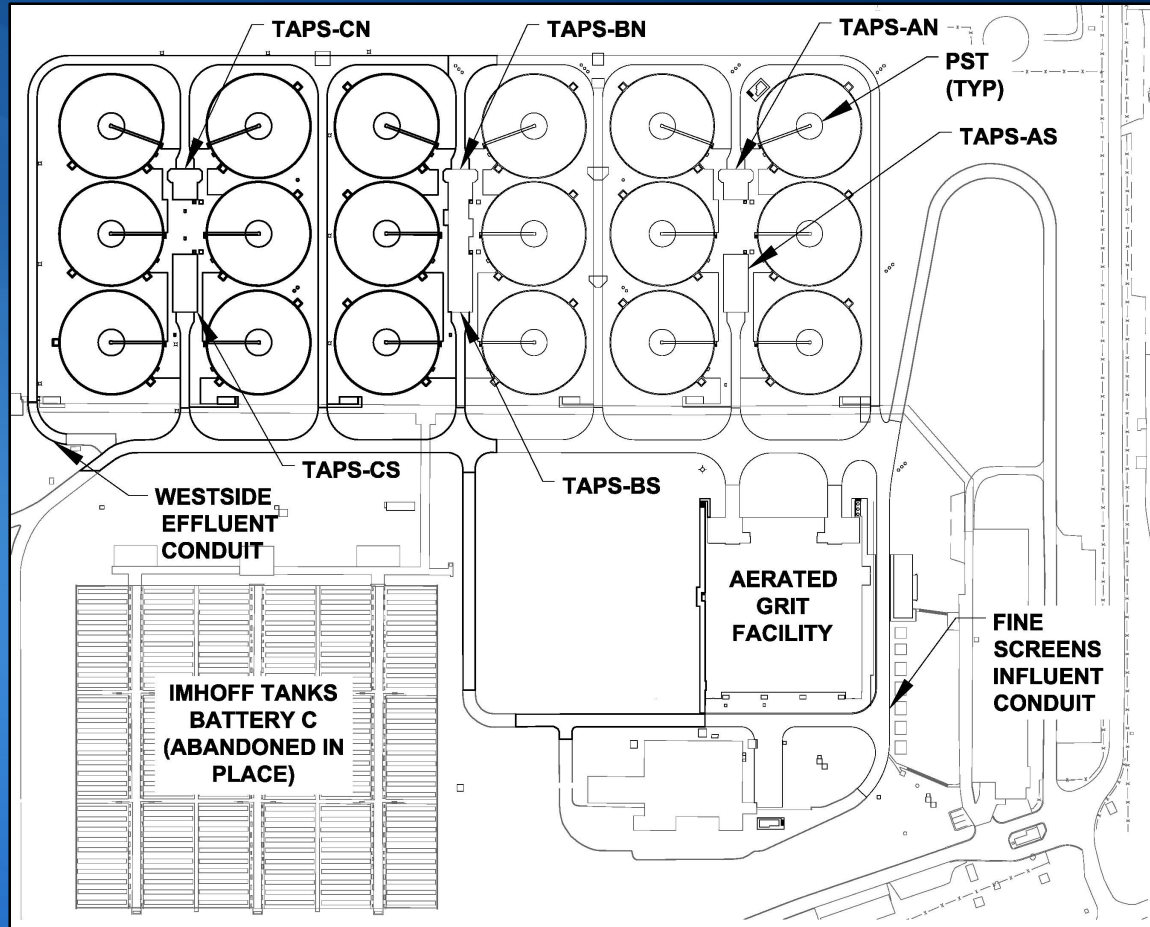 TAPS-CN
TAPS-BN
TAPS-AN
PST
(TYP)
TAPS-AS
TAPS-CS
TAPS-BS
WESTSIDE
EFFLUENT
CONDUIT
AERATED
GRIT
FACILITY
FINE
SCREENS
INFLUENT
CONDUIT
IMHOFF TANKS
BATTERY C
(ABANDONED IN
PLACE)